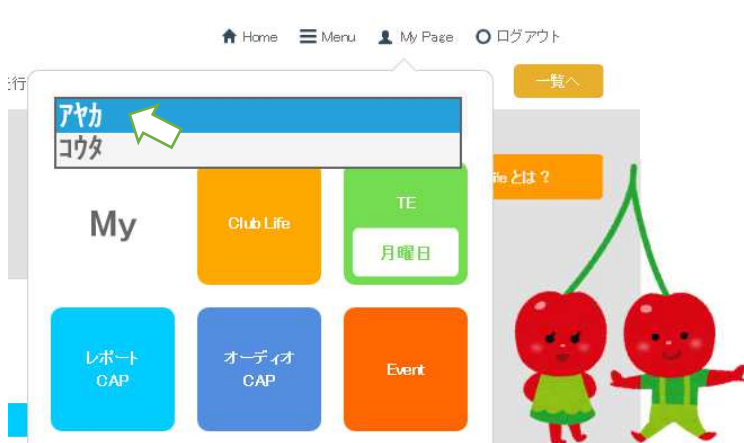 Home Menu My Page ログアウト
行
一覧へ
アヤカ
コウタ
ife とは？
My
Club Life
TE
月曜日
レポート
CAP
オーディオ
CAP
Event